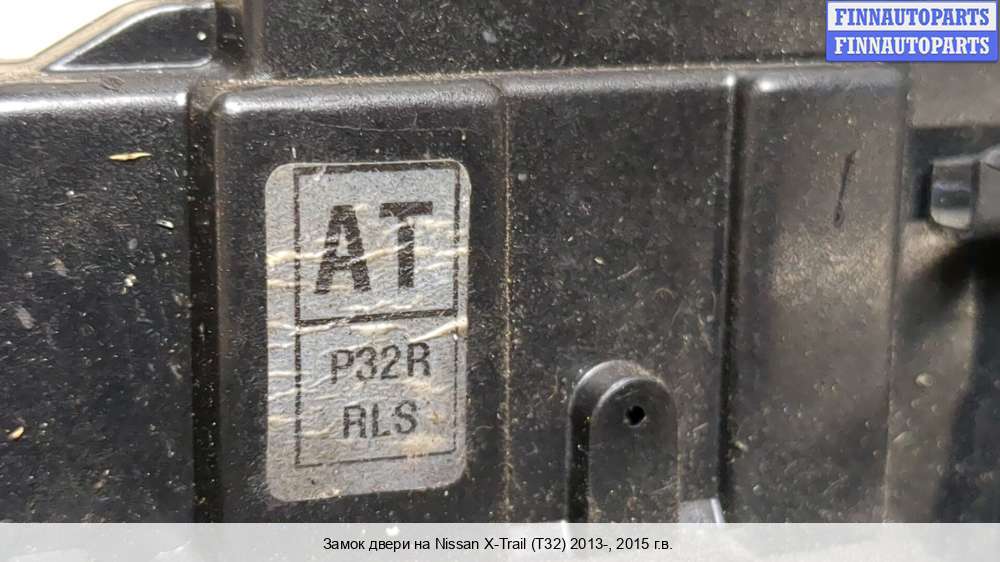 FINNAUTOPARTS
FINNAUTOPARTS
AT
P32R
RLS
Замок двери на Nissan X-Trail (T32) 2013-, 2015 г.в.